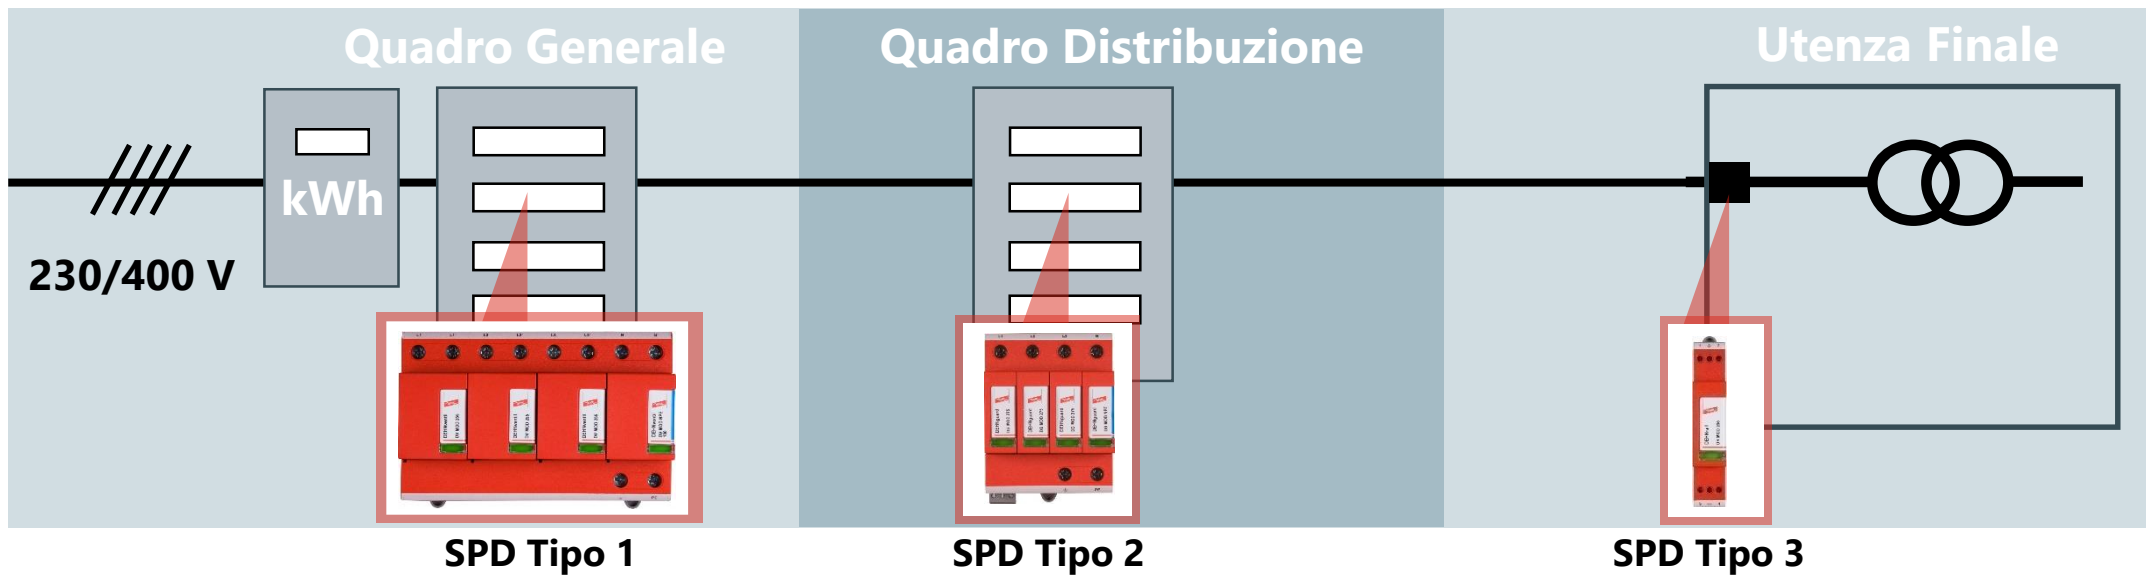 Quadro Generale
Quadro Distribuzione
Utenza Finale
kWh
230/400 V
SPD Tipo 1
SPD Tipo 2
SPD Tipo 3